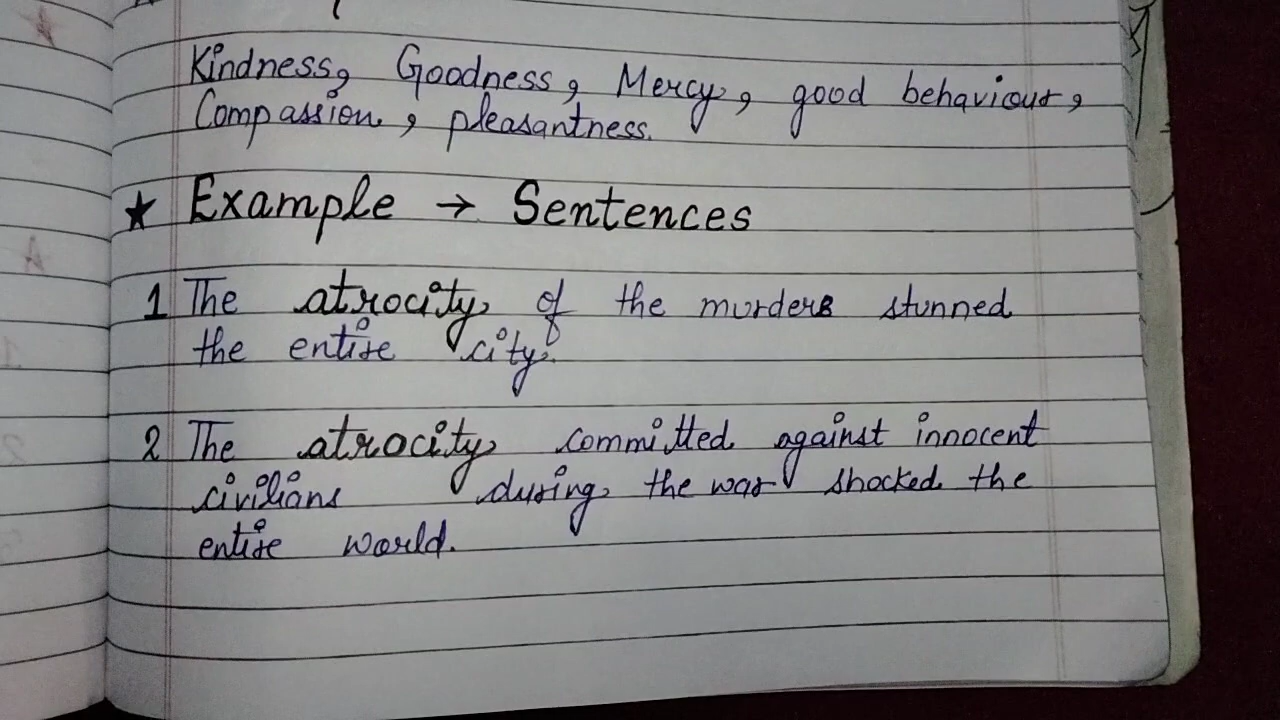 Kindness, Goodness, Mercy, good behaviour,
Compassion, pleasantness.
★ Example → Sentences
1 The atrocity of the murders stunned
the entire city.
2 The atrocity committed against innocent
civilians during the war shocked the
entire world.